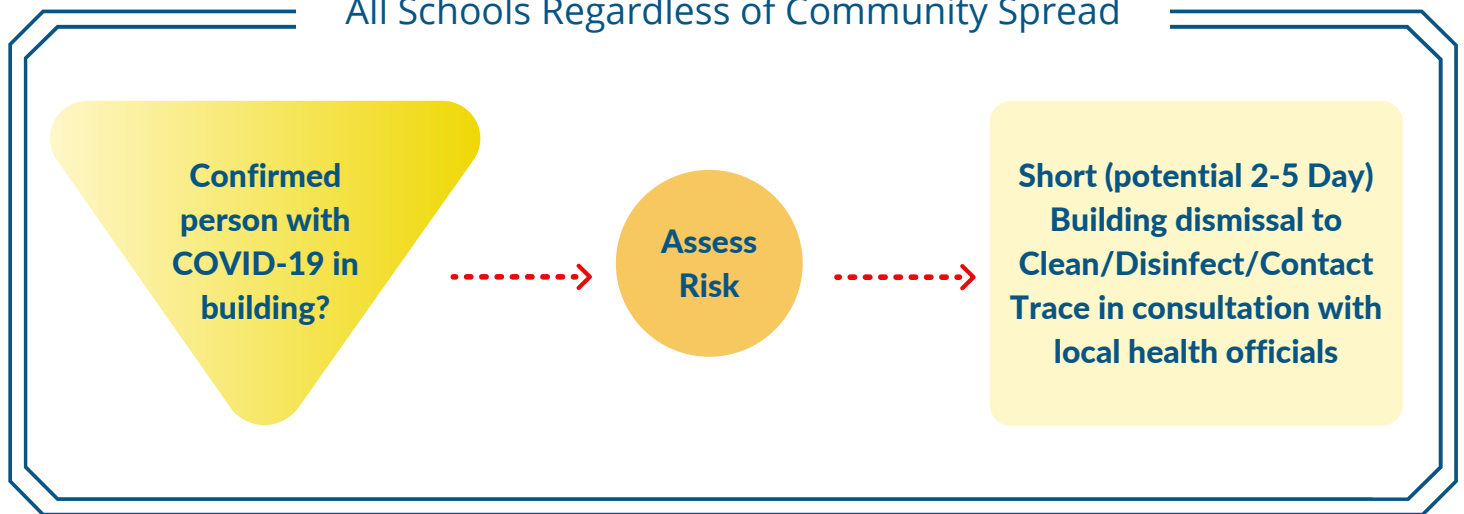 All Schools Regardless of Community Spread
Confirmed
person with
COVID-19 in
building?
Assess
Risk
Short (potential 2-5 Day)
Building dismissal to
Clean/Disinfect/Contact
Trace in consultation with
local health officials